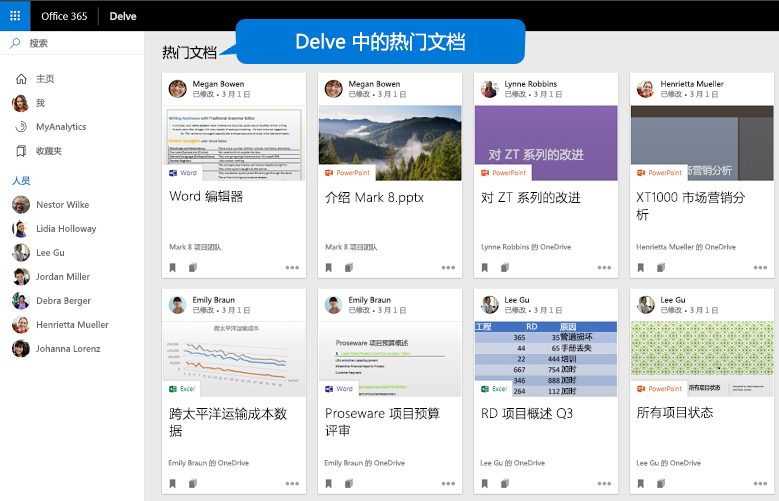 Office 365
Delve
搜索
主页
我
MyAnalytics
收藏夹
人员
Nestor Wilke
Lidia Holloway
Lee Gu
Jordan Miller
Debra Berger
Henrietta Mueller
Johanna Lorenz
热门文档
Delve 中的热门文档
Megan Bowen
已修改 • 3 月 1 日
Writing Assistance with Traditional Grammar Editor
Word
Word 编辑器
Mark 8 项目团队
Megan Bowen
已修改 • 3 月 1 日
PowerPoint
介绍 Mark 8.pptx
Mark 8 项目团队
Lynne Robbins
已修改 • 3 月 1 日
对 ZT 系列的改进
PowerPoint
对 ZT 系列的改进
Lynne Robbins 的 OneDrive
Henrietta Mueller
已修改 • 3 月 1 日
营销分析
PowerPoint
XT1000 市场营销分
析
Henrietta Mueller 的 OneDrive
Emily Braun
已修改 • 3 月 1 日
跨太平洋运输成本
Excel
跨太平洋运输成本数
据
Emily Braun 的 OneDrive
Emily Braun
已修改 • 3 月 1 日
Proseware 项目预算概述
Word
Proseware 项目预算
评审
Emily Braun 的 OneDrive
Lee Gu
已修改 • 3 月 1 日
工程 RD 原因
365 35 管道损坏
44 65 手册丢失
22 444 培训
667 754 加时
346 888 加时
264 112 加时
Excel
RD 项目概述 Q3
Lee Gu 的 OneDrive
Lee Gu
已修改 • 3 月 1 日
所有项目状态
PowerPoint
所有项目状态
Lee Gu 的 OneDrive